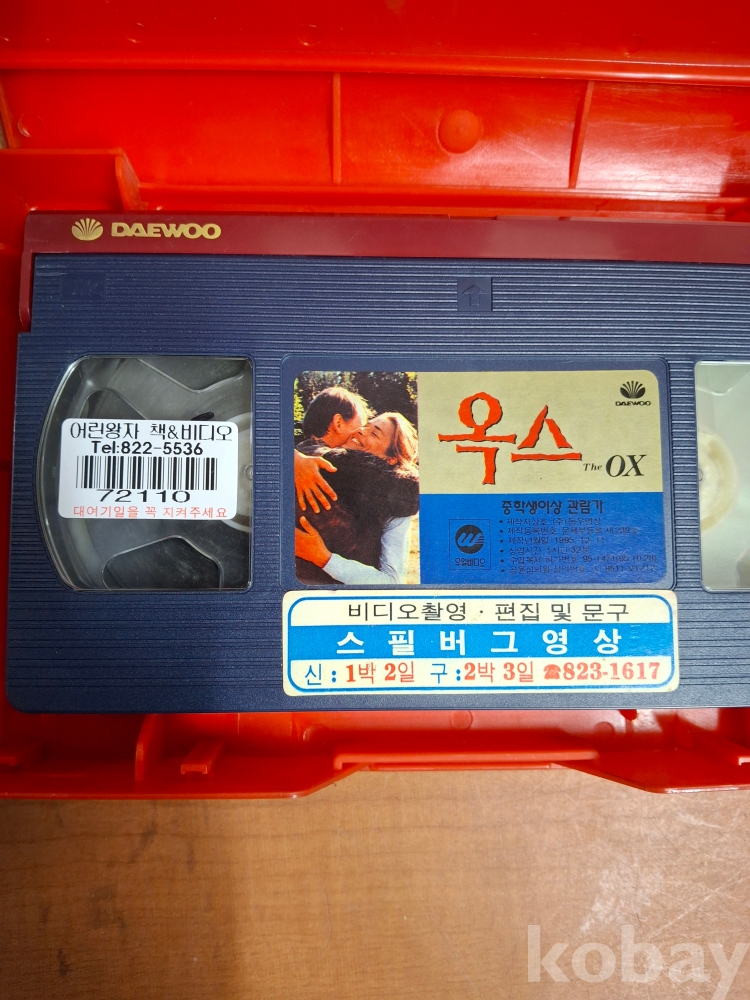 DAEWOO
어린왕자 책&비디오
Tel:822-5536
72110
대여기일을 꼭 지켜주세요
DAEWOO
옥스
The OX
중학생이상 관람가
우일비디오
비디오촬영 · 편집 및 문구
스필버그영상
신 : 1박 2일 구 : 2박 3일 ☎823-1617
kobay